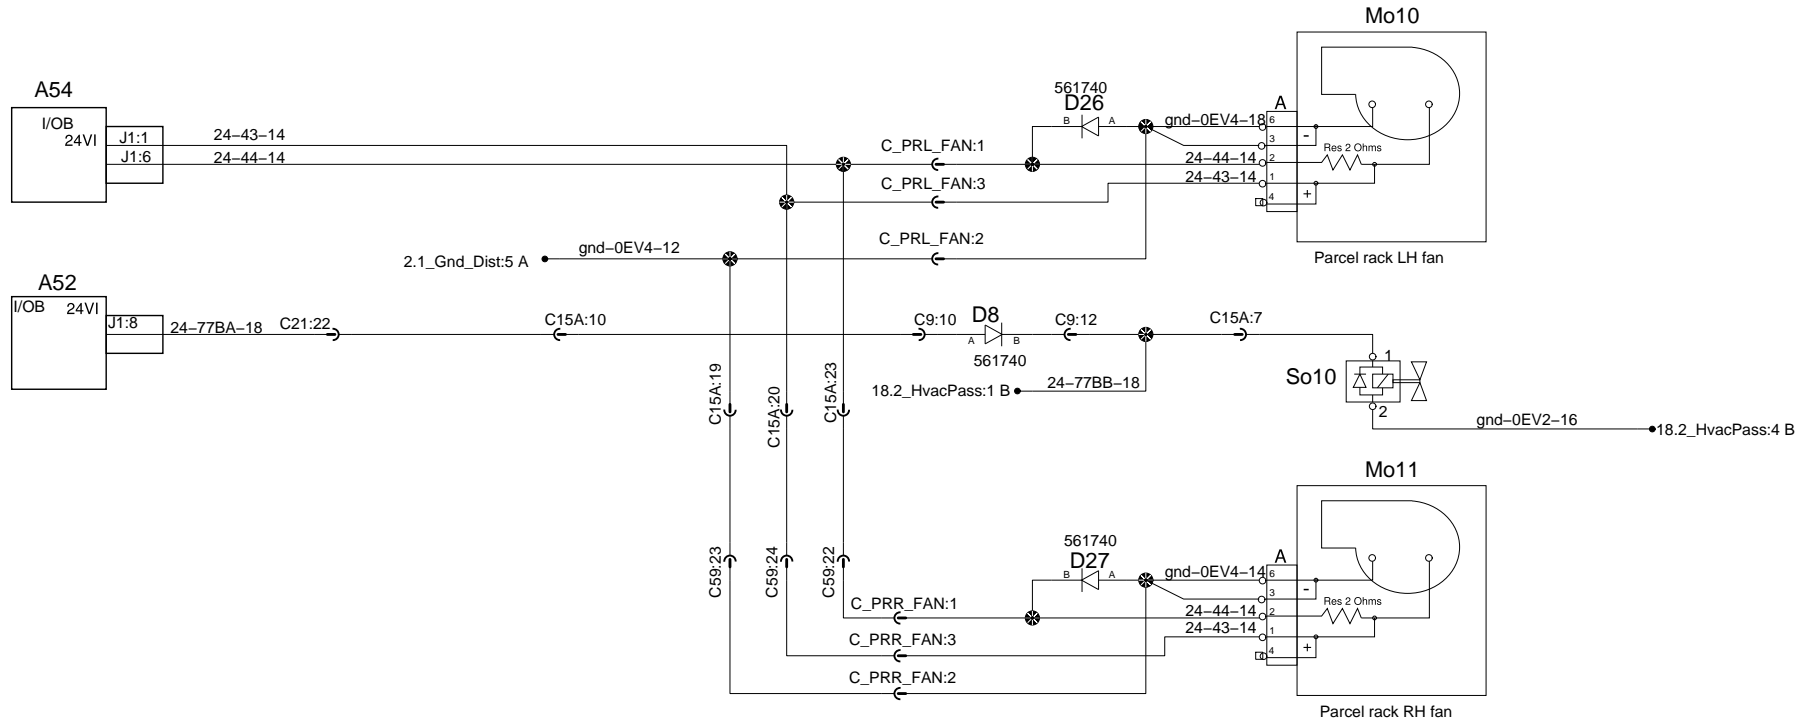 Mo10
A54
I/OB
24VI
J1:1
24-43-14
J1:6
24-44-14
561740
D26
B
A
gnd-0EV4-18
A
6
3
-
C_PRL_FAN:1
24-44-14
2
Res 2 Ohms
C_PRL_FAN:3
24-43-14
1
4
+
C_PRL_FAN:2
gnd-0EV4-12
2.1_Gnd_Dist:5 A
Parcel rack LH fan
A52
I/OB
24VI
J1:8
24-77BA-18
C21:22
C15A:10
C9:10
D8
A
B
561740
C9:12
C15A:7
18.2_HvacPass:1 B
24-77BB-18
So10
1
2
gnd-0EV2-16
18.2_HvacPass:4 B
C15A:19
C15A:20
C15A:23
C59:23
C59:24
C59:22
Mo11
561740
D27
B
A
gnd-0EV4-14
A
6
3
-
C_PRR_FAN:1
24-44-14
2
Res 2 Ohms
24-43-14
1
C_PRR_FAN:3
4
+
C_PRR_FAN:2
Parcel rack RH fan